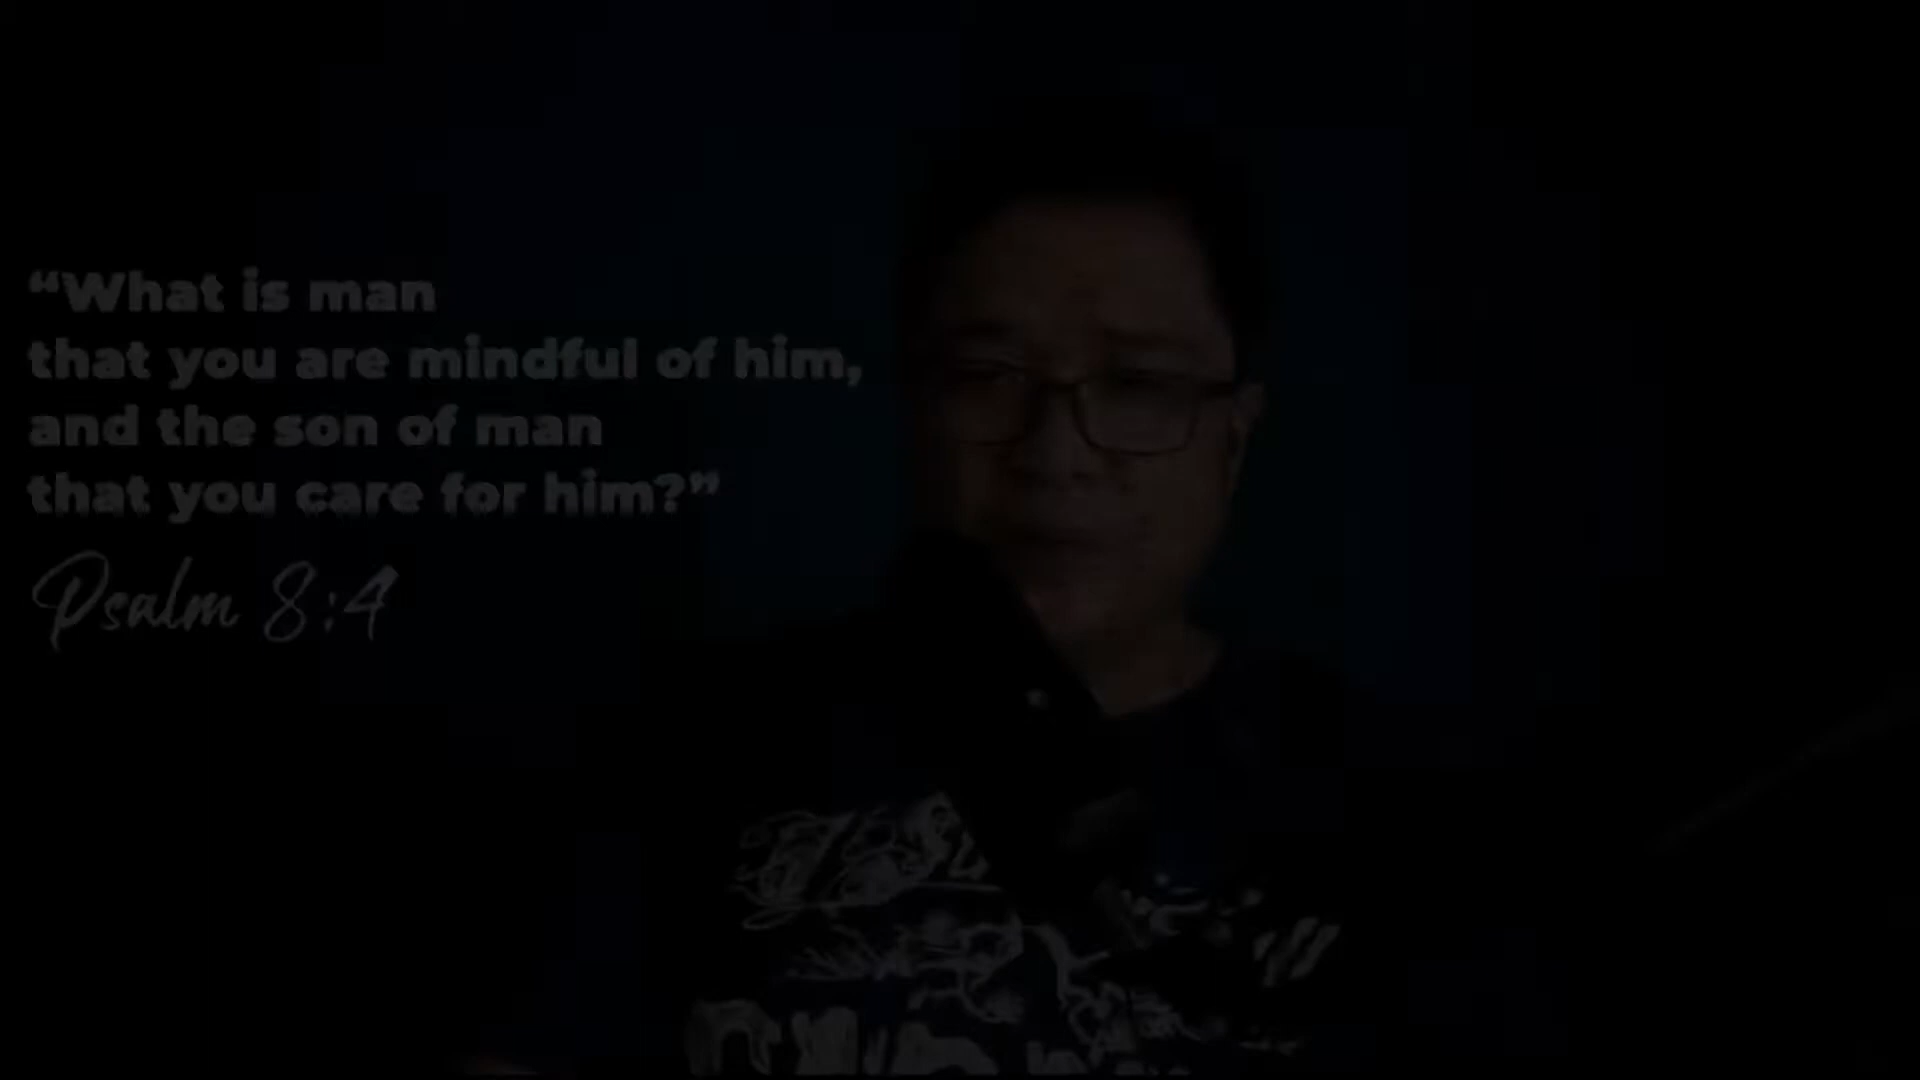 “What is man
that you are mindful of him,
and the son of man
that you care for him?”
Psalm 8:4